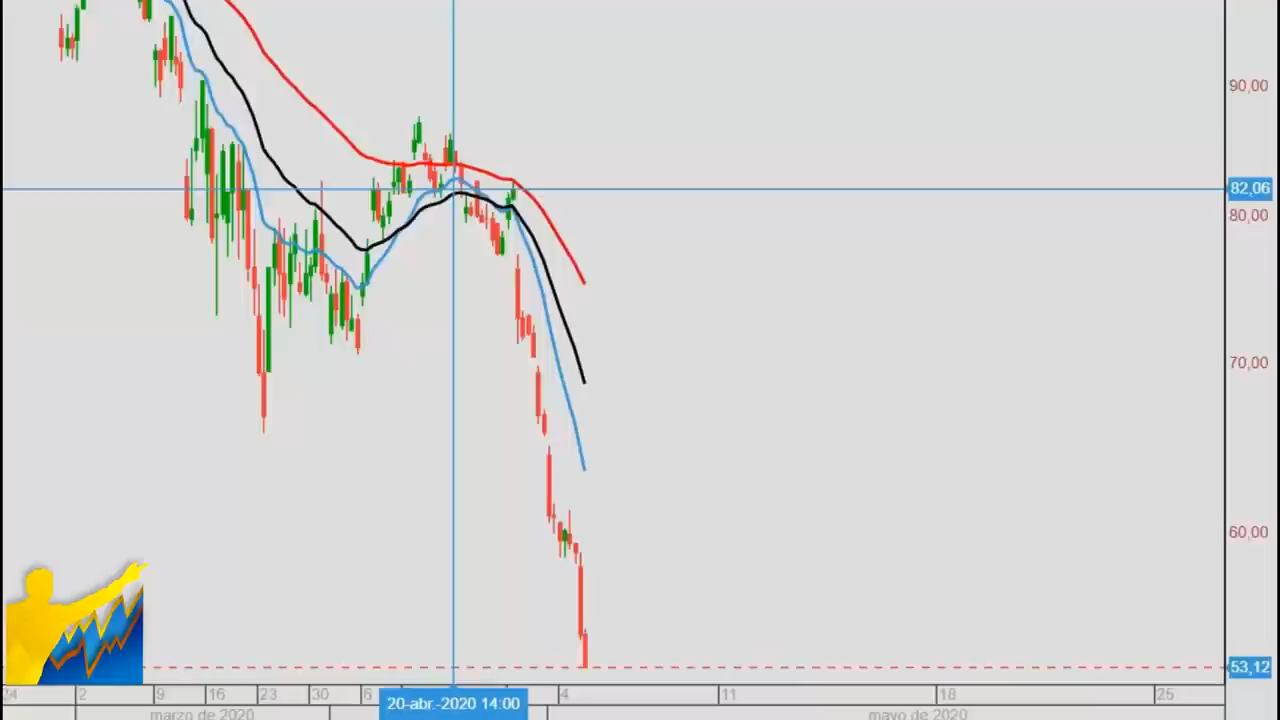 90,00
82,06
80,00
70,00
60,00
53,12
24 2 9 16 23 30 6 4 11 18 25
20-abr.-2020 14:00
marzo de 2020 mayo de 2020